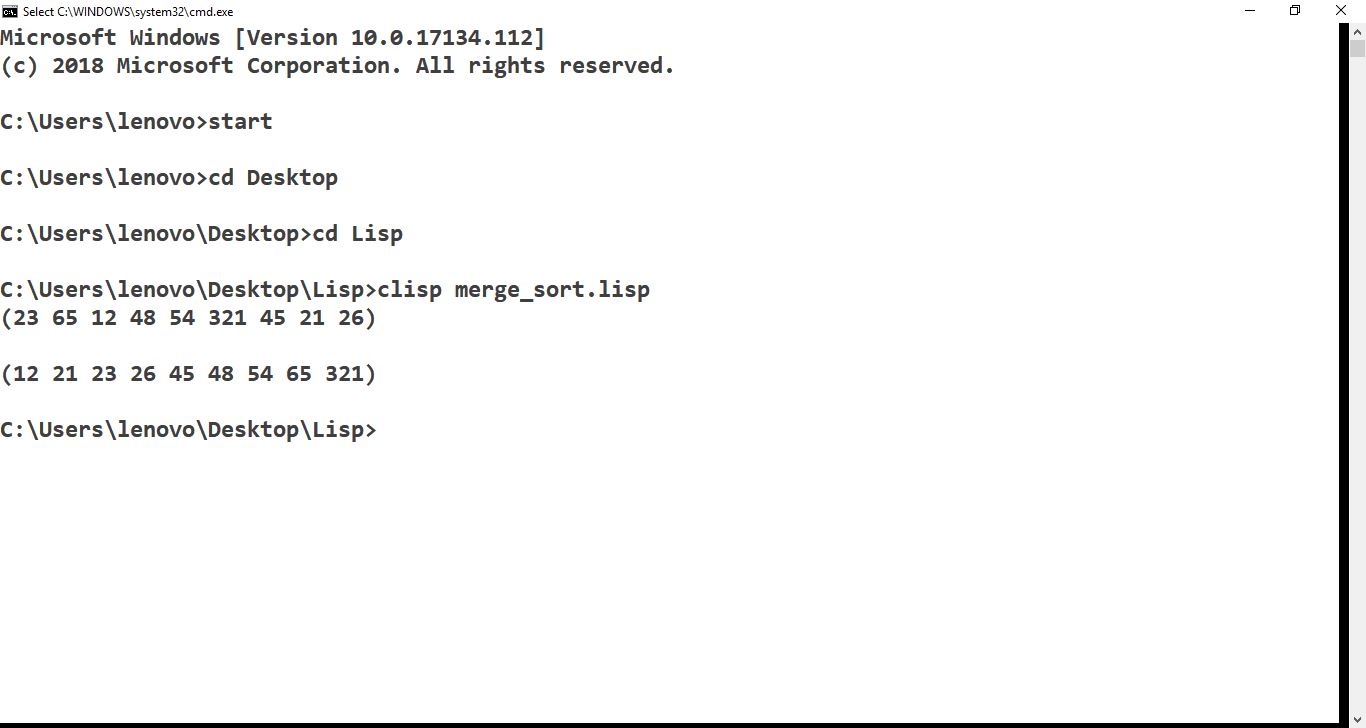 Select C:\WINDOWS\system32\cmd.exe
Microsoft Windows [Version 10.0.17134.112]
(c) 2018 Microsoft Corporation. All rights reserved.
C:\Users\lenovo>start
C:\Users\lenovo>cd Desktop
C:\Users\lenovo\Desktop>cd Lisp
C:\Users\lenovo\Desktop\Lisp>clisp merge_sort.lisp
(23 65 12 48 54 321 45 21 26)
(12 21 23 26 45 48 54 65 321)
C:\Users\lenovo\Desktop\Lisp>